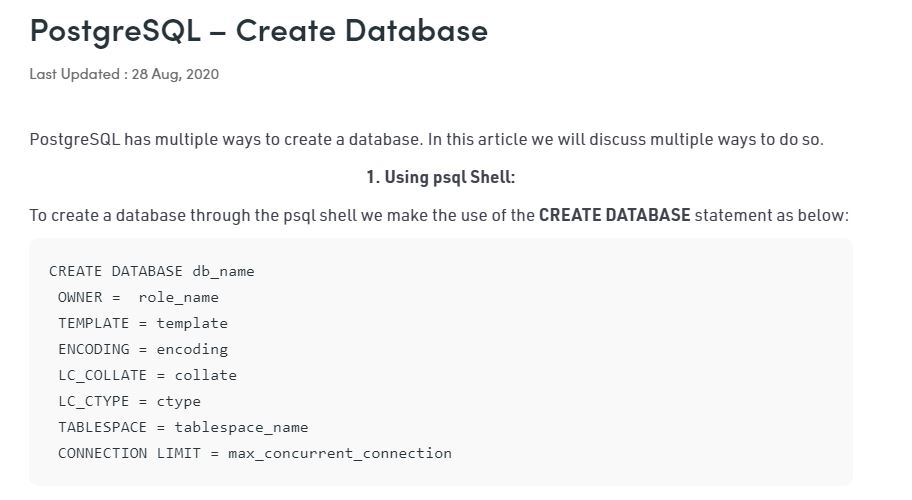 PostgreSQL – Create Database
Last Updated : 28 Aug, 2020
PostgreSQL has multiple ways to create a database. In this article we will discuss multiple ways to do so.
1. Using psql Shell:
To create a database through the psql shell we make the use of the CREATE DATABASE statement as below:
CREATE DATABASE db_name
OWNER =  role_name
TEMPLATE = template
ENCODING = encoding
LC_COLLATE = collate
LC_CTYPE = ctype
TABLESPACE = tablespace_name
CONNECTION LIMIT = max_concurrent_connection